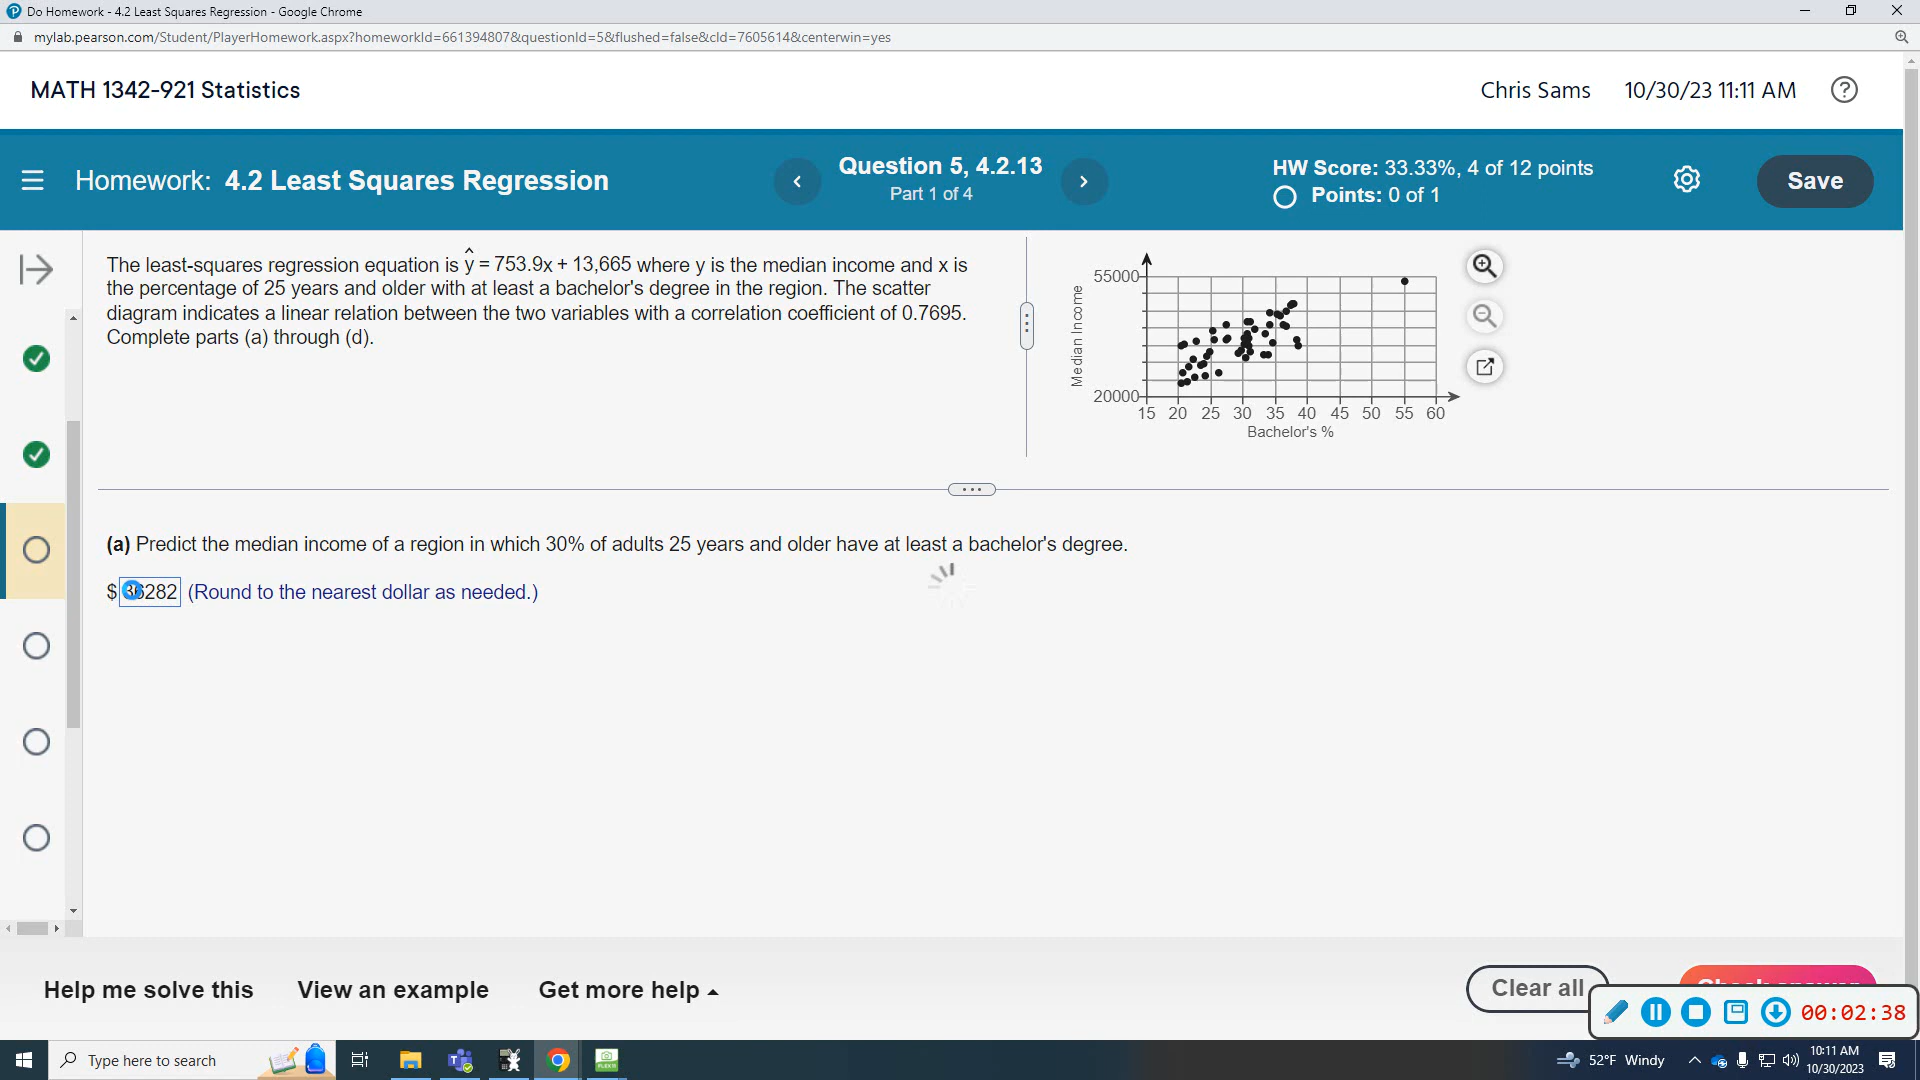 Do Homework - 4.2 Least Squares Regression - Google Chrome
mylab.pearson.com/Student/PlayerHomework.aspx?homeworkId=661394807&questionId=5&flushed=false&cId=7605614&centerwin=yes
MATH 1342-921 Statistics
Chris Sams 10/30/23 11:11 AM
Homework: 4.2 Least Squares Regression
Question 5, 4.2.13
Part 1 of 4
HW Score: 33.33%, 4 of 12 points
Points: 0 of 1
Save
The least-squares regression equation is ŷ = 753.9x + 13,665 where y is the median income and x is
the percentage of 25 years and older with at least a bachelor's degree in the region. The scatter
diagram indicates a linear relation between the two variables with a correlation coefficient of 0.7695.
Complete parts (a) through (d).
Median Income
55000
20000
15 20 25 30 35 40 45 50 55 60
Bachelor's %
(a) Predict the median income of a region in which 30% of adults 25 years and older have at least a bachelor's degree.
$ 36282 (Round to the nearest dollar as needed.)
Help me solve this
View an example
Get more help
Clear all
00:02:38
Type here to search
52°F Windy
10:11 AM
10/30/2023